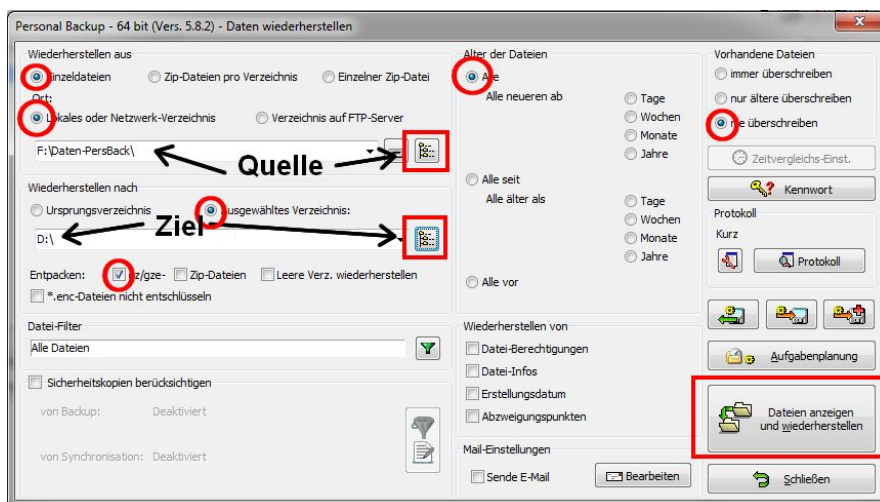 Personal Backup - 64 bit (Vers. 5.8.2) - Daten wiederherstellen
Wiederherstellen aus
Einzeldateien
Zip-Dateien pro Verzeichnis
Einzelner Zip-Datei
Ort:
Lokales oder Netzwerk-Verzeichnis
Verzeichnis auf FTP-Server
F:\Daten-PersBack\
Quelle
Wiederherstellen nach
Ursprungsverzeichnis
ausgewähltes Verzeichnis:
D:\
Ziel
Entpacken:
gz/gze-
Zip-Dateien
Leere Verz. wiederherstellen
*.enc-Dateien nicht entschlüsseln
Datei-Filter
Alle Dateien
Sicherheitskopien berücksichtigen
von Backup: Deaktiviert
von Synchronisation: Deaktiviert
Alter der Dateien
Alle
Alle neueren ab
Tage
Wochen
Monate
Jahre
Alle seit
Alle älter als
Tage
Wochen
Monate
Jahre
Alle vor
Wiederherstellen von
Datei-Berechtigungen
Datei-Infos
Erstellungsdatum
Abzweigungspunkten
Mail-Einstellungen
Sende E-Mail
Bearbeiten
Vorhandene Dateien
immer überschreiben
nur ältere überschreiben
nie überschreiben
Zeitvergleichs-Einst.
Kennwort
Protokoll
Kurz
Protokoll
Aufgabenplanung
Dateien anzeigen
und wiederherstellen
Schließen